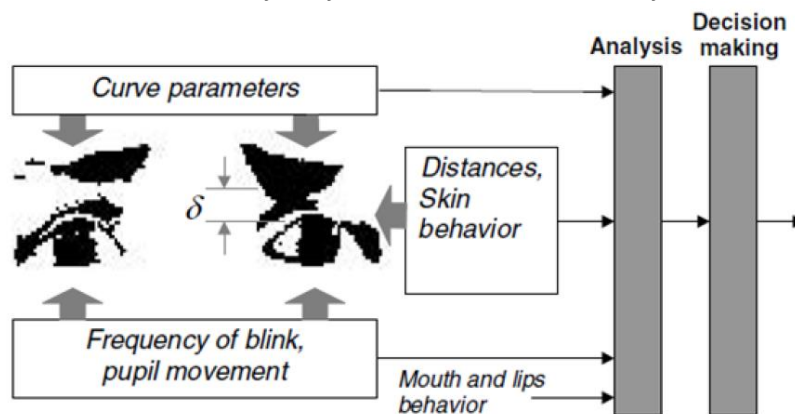 Decision
making
Analysis
Curve parameters
Distances,
Skin
behavior
δ
Frequency of blink,
pupil movement
Mouth and lips
behavior